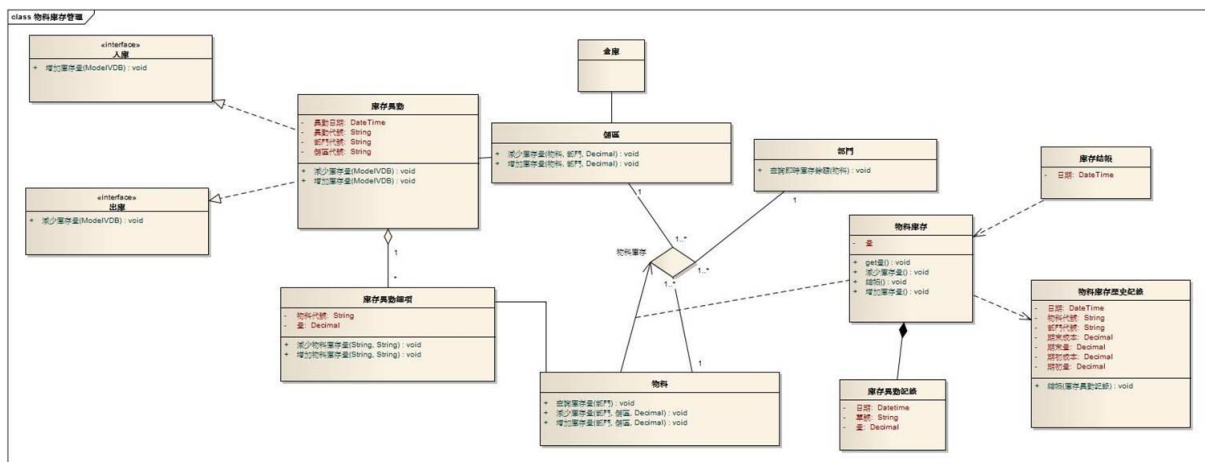 class 物料庫存管理
«interface»
入庫
+ 增加庫存量(ModelVDB) : void
«interface»
出庫
+ 減少庫存量(ModelVDB) : void
庫存異動
- 異動日期: DateTime
- 異動代號: String
- 部門代號: String
- 儲區代號: String
+ 減少庫存量(ModelVDB) : void
+ 增加庫存量(ModelVDB) : void
1
*
庫存異動細項
- 物料代號: String
- 量: Decimal
+ 減少物料庫存量(String, String) : void
+ 增加物料庫存量(String, String) : void
倉庫
儲區
+ 減少庫存量(物料, 部門, Decimal) : void
+ 增加庫存量(物料, 部門, Decimal) : void
1
部門
+ 查詢即時庫存餘額(物料) : void
1
物料庫存
1..*
1..*
1..*
1
物料
+ 查詢庫存量(部門) : void
+ 減少庫存量(部門, 儲區, Decimal) : void
+ 增加庫存量(部門, 儲區, Decimal) : void
庫存結帳
- 日期: DateTime
物料庫存
- 量
+ get量() : void
+ 減少庫存量() : void
+ 結帳() : void
+ 增加庫存量() : void
庫存異動記錄
- 日期: Datetime
- 單號: String
- 量: Decimal
物料庫存歷史紀錄
- 日期: DateTime
- 物料代號: String
- 部門代號: String
- 期末成本: Decimal
- 期末量: Decimal
- 期初成本: Decimal
- 期初量: Decimal
+ 結帳(庫存異動記錄) : void